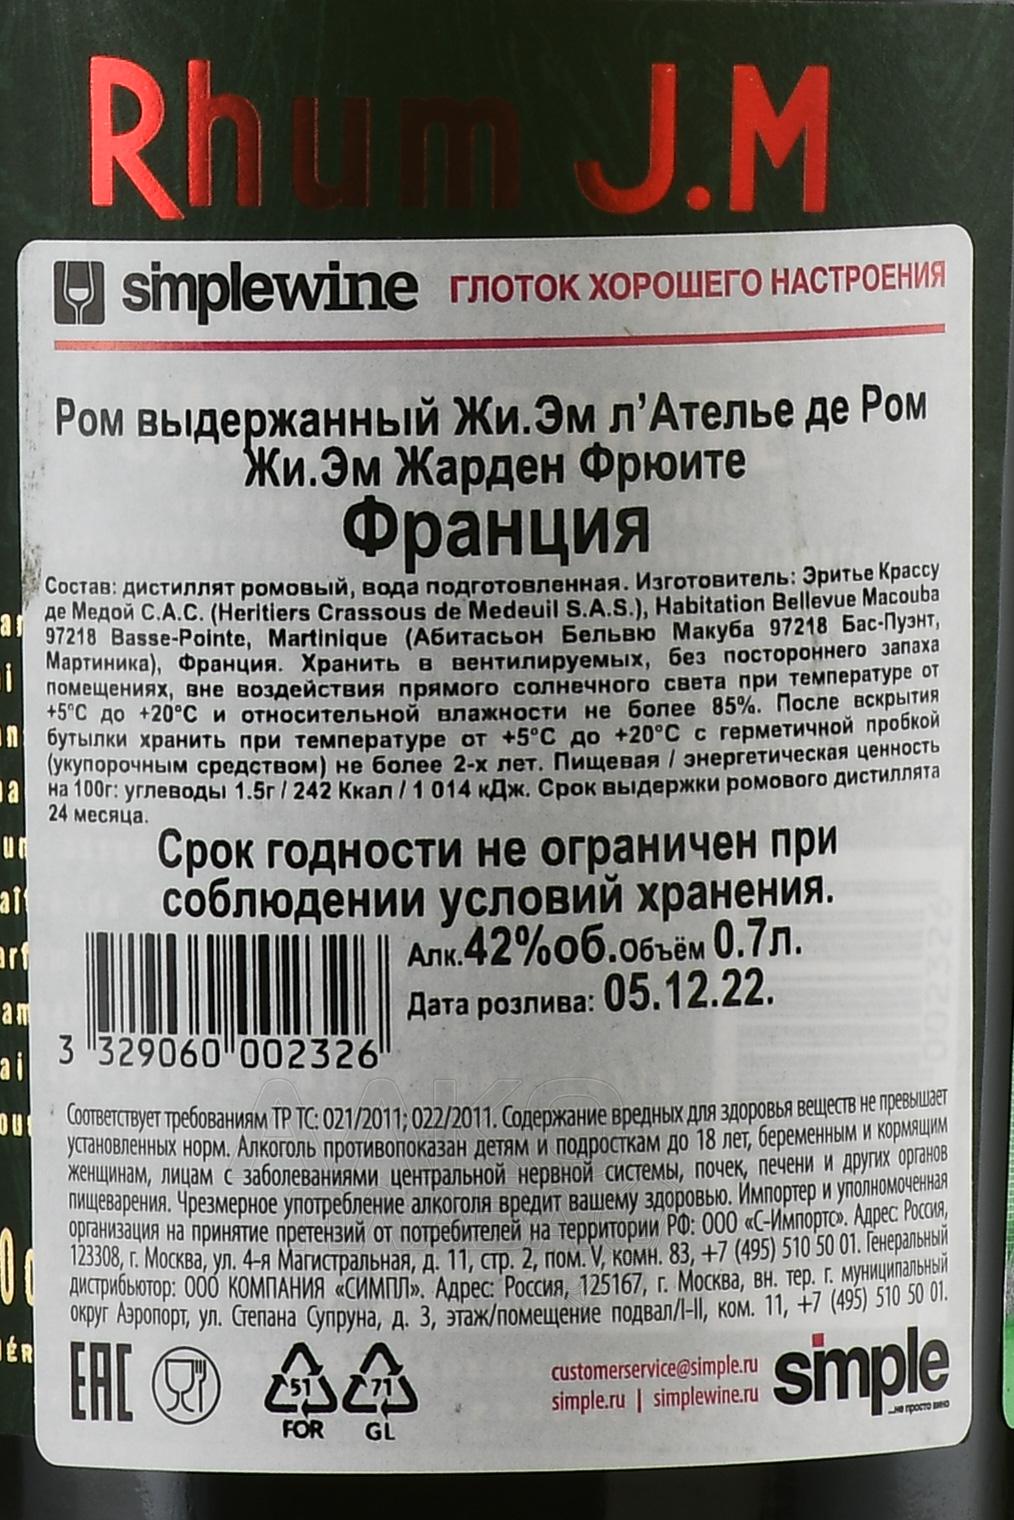 Rhum J.M
simplewine ГЛОТОК ХОРОШЕГО НАСТРОЕНИЯ
Ром выдержанный Жи.Эм л'Ателье де Ром
Жи.Эм Жарден Фрюите
Франция
Состав: дистиллят ромовый, вода подготовленная. Изготовитель: Эритье Крассу
де Медой С.А.С. (Heritiers Crassous de Medeuil S.A.S.), Habitation Bellevue Macouba
97218 Basse-Pointe, Martinique (Абитасьон Бельвю Макуба 97218 Бас-Пуэнт,
Мартиника), Франция. Хранить в вентилируемых, без постороннего запаха
помещениях, вне воздействия прямого солнечного света при температуре от
+5°С до +20°С и относительной влажности не более 85%. После вскрытия
бутылки хранить при температуре от +5°С до +20°С с герметичной пробкой
(укупорочным средством) не более 2-х лет. Пищевая / энергетическая ценность
на 100г: углеводы 1.5г / 242 Ккал / 1 014 кДж. Срок выдержки ромового дистиллята
24 месяца.
Срок годности не ограничен при
соблюдении условий хранения.
Алк.42%об.Объём 0.7л.
Дата розлива: 05.12.22.
3 329060 002326
Соответствует требованиям ТР ТС: 021/2011; 022/2011. Содержание вредных для здоровья веществ не превышает
установленных норм. Алкоголь противопоказан детям и подросткам до 18 лет, беременным и кормящим
женщинам, лицам с заболеваниями центральной нервной системы, почек, печени и других органов
пищеварения. Чрезмерное употребление алкоголя вредит вашему здоровью. Импортер и уполномоченная
организация на принятие претензий от потребителей на территории РФ: ООО «С-Импортс». Адрес: Россия,
123308, г. Москва, ул. 4-я Магистральная, д. 11, стр. 2, пом. V, комн. 83, +7 (495) 510 50 01. Генеральный
дистрибьютор: ООО КОМПАНИЯ «СИМПЛ». Адрес: Россия, 125167, г. Москва, вн. тер. г. муниципальный
округ Аэропорт, ул. Степана Супруна, д. 3, этаж/помещение подвал/I-II, ком. 11, +7 (495) 510 50 01.
EAC
51
FOR
71
GL
customerservice@simple.ru
simple.ru | simplewine.ru
simple
...не просто вино